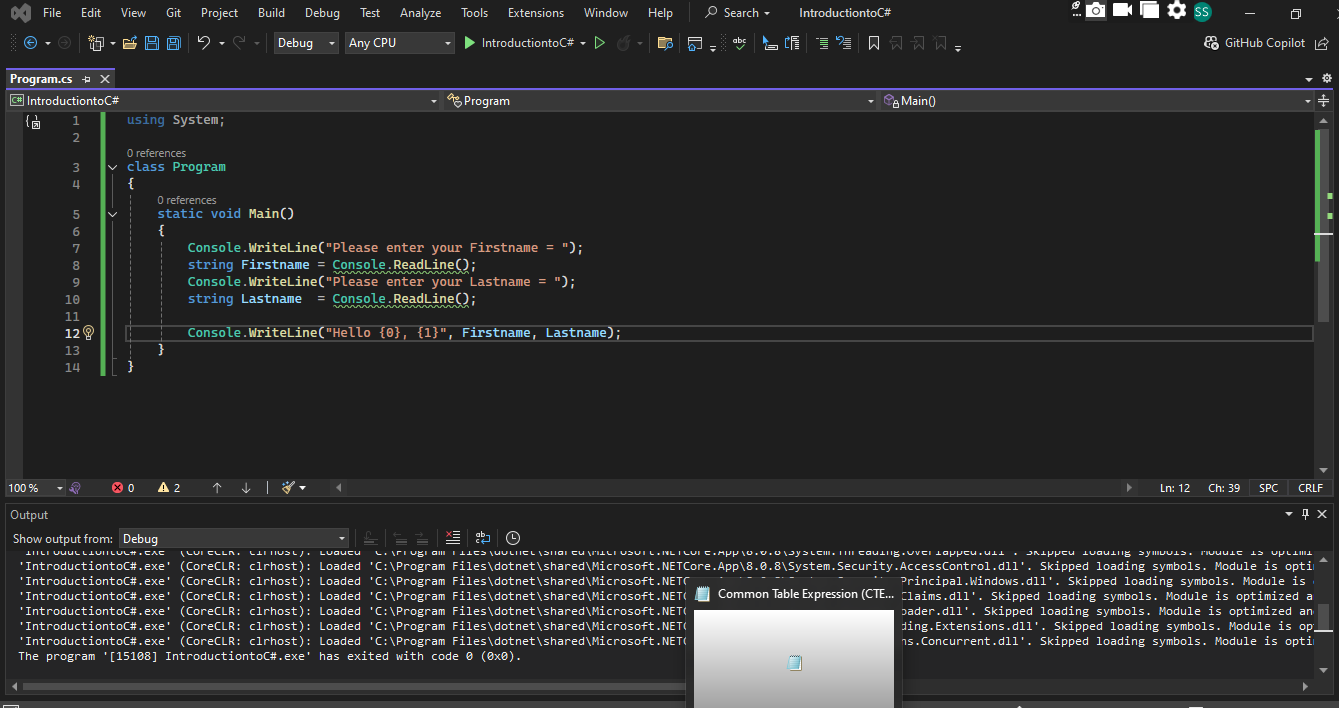 File Edit View Git Project Build Debug Test Analyze Tools Extensions Window Help Search IntroductiontoC# SS
Debug Any CPU IntroductiontoC# GitHub Copilot
Program.cs
C# IntroductiontoC# Program Main()
1 using System;
2
0 references
3 class Program
4 {
0 references
5 static void Main()
6 {
7 Console.WriteLine("Please enter your Firstname = ");
8 string Firstname = Console.ReadLine();
9 Console.WriteLine("Please enter your Lastname = ");
10 string Lastname  = Console.ReadLine();
11
12 Console.WriteLine("Hello {0}, {1}", Firstname, Lastname);
13 }
14 }
100 % 0 2 Ln: 12 Ch: 39 SPC CRLF
Output
Show output from: Debug
'IntroductiontoC#.exe' (CoreCLR: clrhost): Loaded 'C:\Program Files\dotnet\shared\Microsoft.NETCore.App\8.0.8\System.Threading.Overlapped.dll'. Skipped loading symbols. Module is optimi
'IntroductiontoC#.exe' (CoreCLR: clrhost): Loaded 'C:\Program Files\dotnet\shared\Microsoft.NETCore.App\8.0.8\System.Security.AccessControl.dll'. Skipped loading symbols. Module is opti
'IntroductiontoC#.exe' (CoreCLR: clrhost): Loaded 'C:\Program Files\dotnet\shared\Microsoft.NETCore Principal.Windows.dll'. Skipped loading symbols. Module is
'IntroductiontoC#.exe' (CoreCLR: clrhost): Loaded 'C:\Program Files\dotnet\shared\Microsoft.NETC Claims.dll'. Skipped loading symbols. Module is optimized a
'IntroductiontoC#.exe' (CoreCLR: clrhost): Loaded 'C:\Program Files\dotnet\shared\Microsoft.NETC oader.dll'. Skipped loading symbols. Module is optimized an
'IntroductiontoC#.exe' (CoreCLR: clrhost): Loaded 'C:\Program Files\dotnet\shared\Microsoft.NETC ding.Extensions.dll'. Skipped loading symbols. Module is op
'IntroductiontoC#.exe' (CoreCLR: clrhost): Loaded 'C:\Program Files\dotnet\shared\Microsoft.NETC ns.Concurrent.dll'. Skipped loading symbols. Module is opti
The program '[15108] IntroductiontoC#.exe' has exited with code 0 (0x0).
Common Table Expression (CTE...